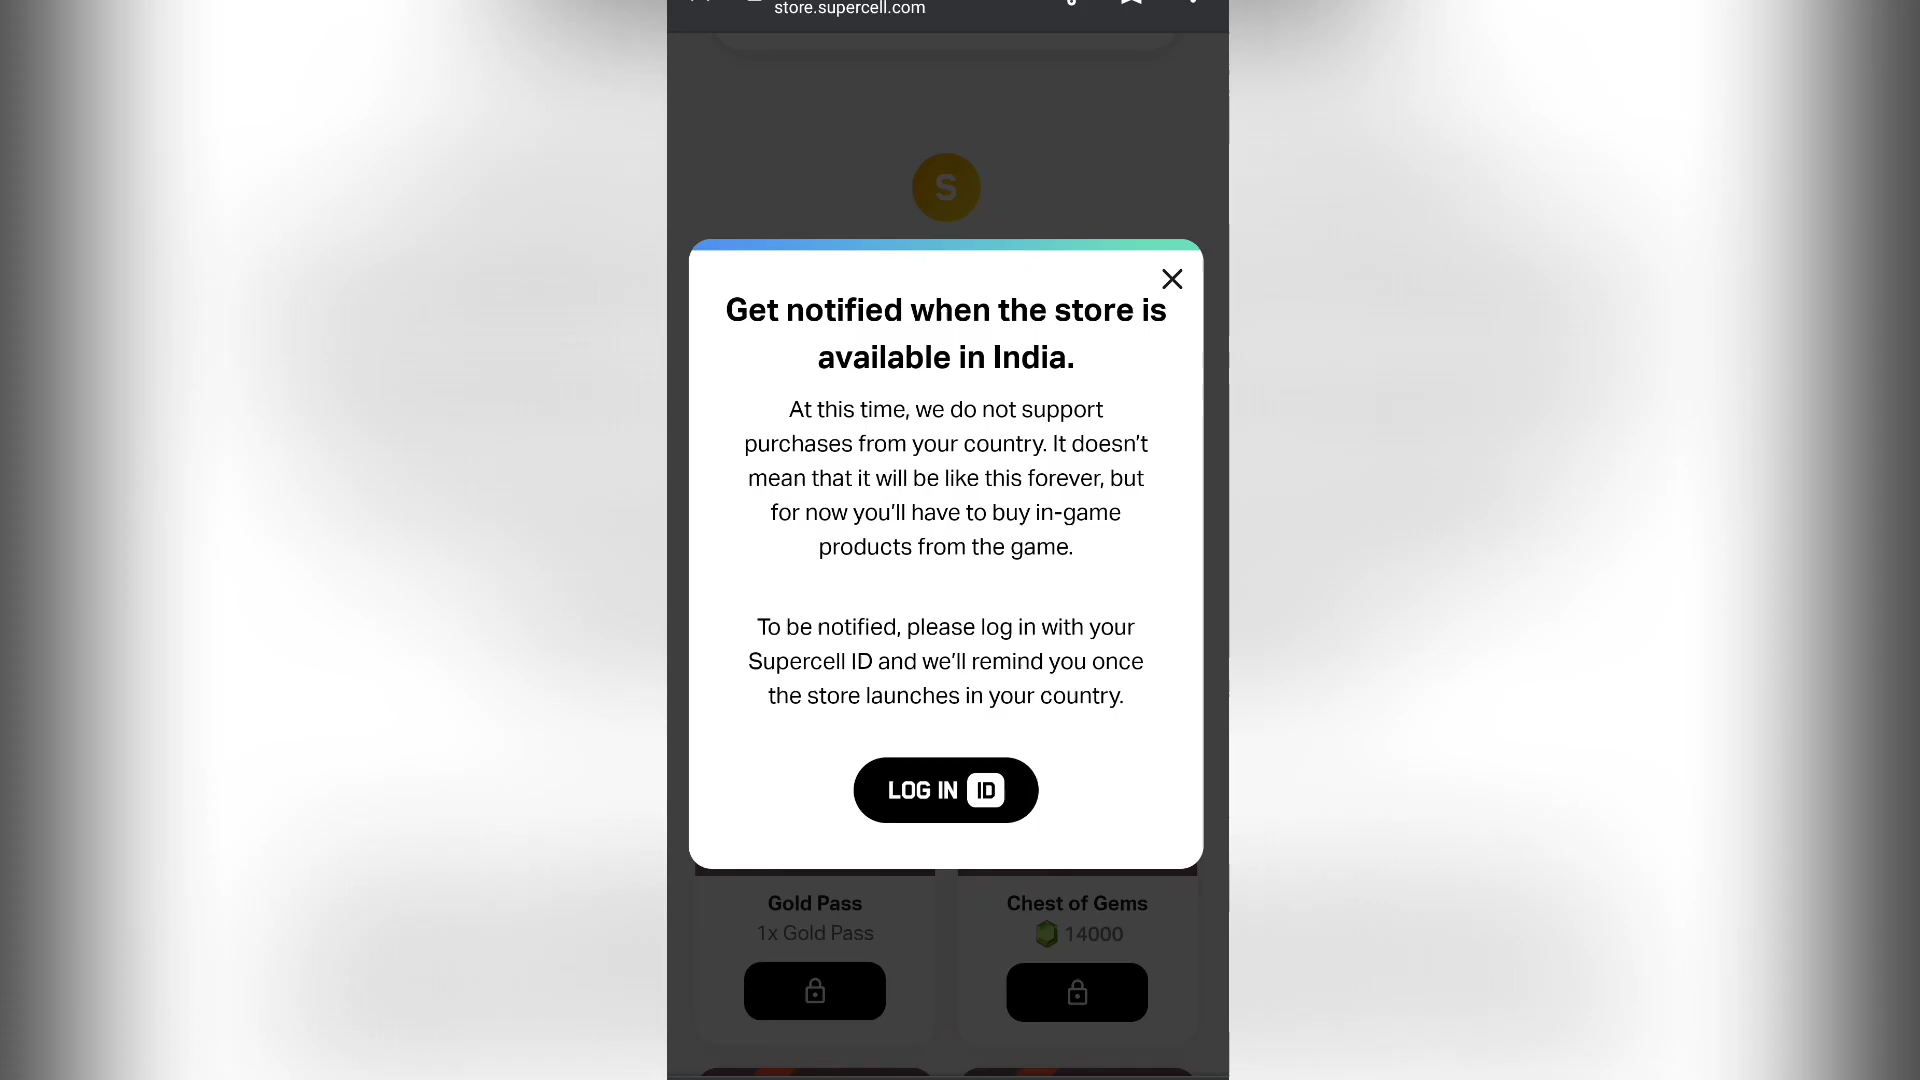 store.supercell.com
S
Get notified when the store is
available in India.
At this time, we do not support
purchases from your country. It doesn’t
mean that it will be like this forever, but
for now you’ll have to buy in-game
products from the game.
To be notified, please log in with your
Supercell ID and we’ll remind you once
the store launches in your country.
LOG IN ID
Gold Pass
1x Gold Pass
Chest of Gems
14000